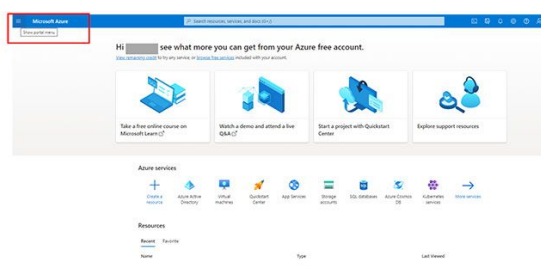 Microsoft Azure
Search resources, services, and docs (G+/)
Show portal menu
Hi see what more you can get from your Azure free account.
View remaining credit to try any service, or browse free services included with your account.
Take a free online course on Microsoft Learn
Watch a demo and attend a live Q&A
Start a project with Quickstart Center
Explore support resources
Azure services
Create a resource
Azure Active Directory
Virtual machines
Quickstart Center
App Services
Storage accounts
SQL databases
Azure Cosmos DB
Kubernetes services
More services
Resources
Recent Favorite
Name Type Last Viewed